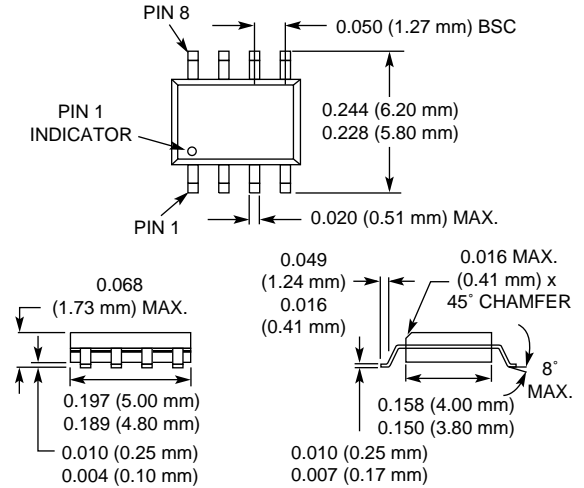 PIN 8
0.050 (1.27 mm) BSC
0.244 (6.20 mm)
0.228 (5.80 mm)
PIN 1
INDICATOR
PIN 1
0.020 (0.51 mm) MAX.
0.068
(1.73 mm) MAX.
0.197 (5.00 mm)
0.189 (4.80 mm)
0.010 (0.25 mm)
0.004 (0.10 mm)
0.049
(1.24 mm)
0.016
(0.41 mm)
0.016 MAX.
(0.41 mm) x
45° CHAMFER
8°
MAX.
0.158 (4.00 mm)
0.150 (3.80 mm)
0.010 (0.25 mm)
0.007 (0.17 mm)